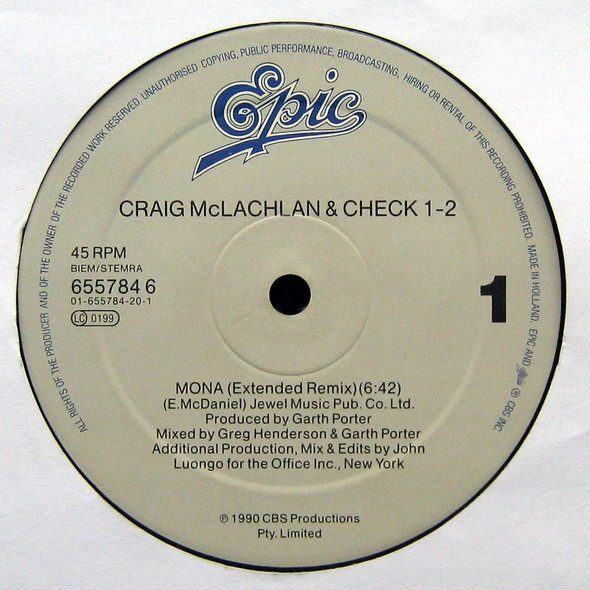 ALL RIGHTS OF THE PRODUCER AND OF THE OWNER OF THE RECORDED WORK RESERVED. UNAUTHORISED COPYING, PUBLIC PERFORMANCE, BROADCASTING, HIRING OR RENTAL OF THIS RECORDING PROHIBITED. MADE IN HOLLAND. EPIC AND ℗ CBS INC.
Epic
CRAIG McLACHLAN & CHECK 1-2
45 RPM
BIEM/STEMRA
655784 6
01-655784-20-1
LC 0199
1
MONA (Extended Remix)(6:42)
(E.McDaniel) Jewel Music Pub. Co. Ltd.
Produced by Garth Porter
Mixed by Greg Henderson & Garth Porter
Additional Production, Mix & Edits by John
Luongo for the Office Inc., New York
℗ 1990 CBS Productions
Pty. Limited